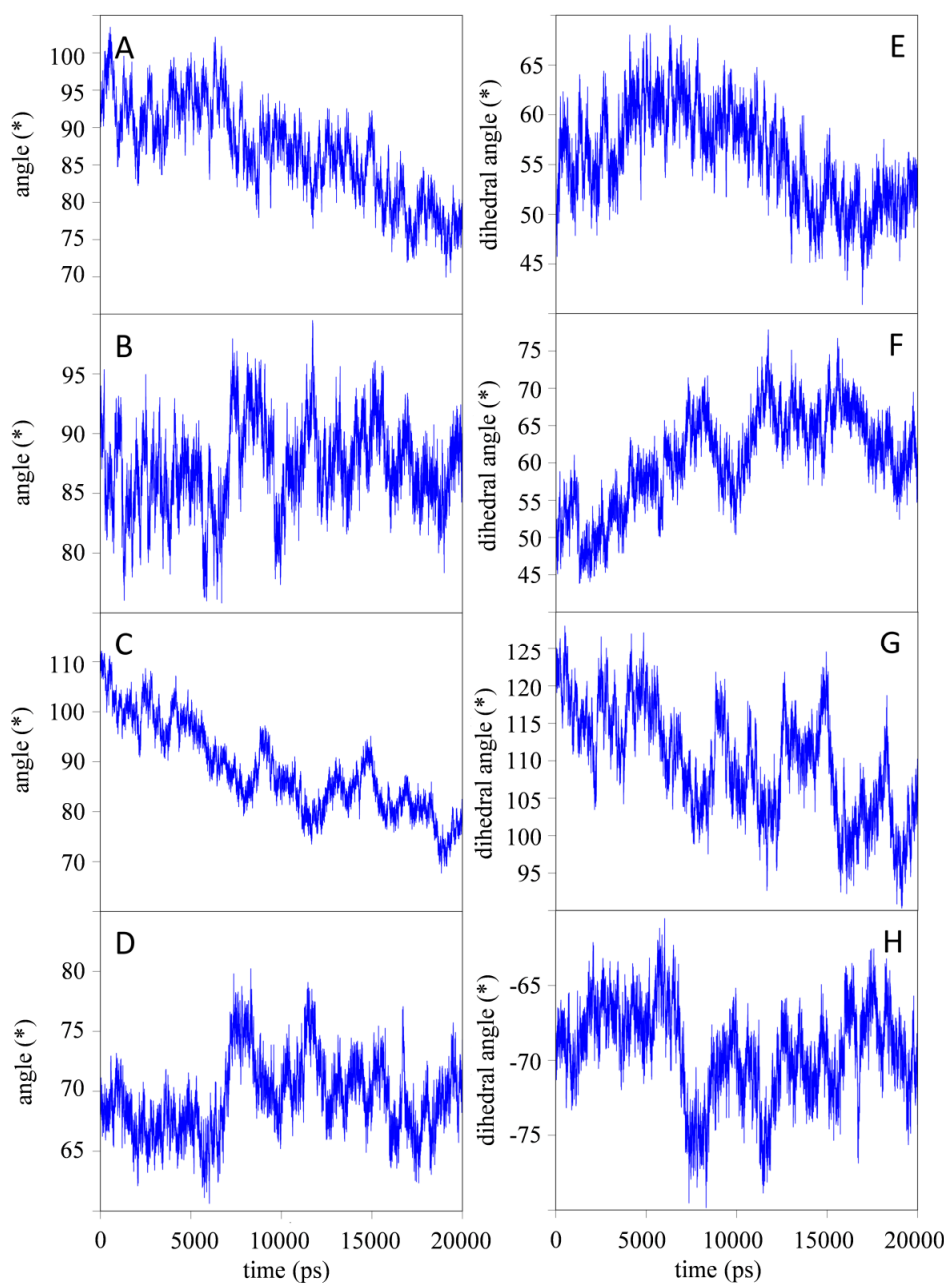 A
100
95
90
85
80
75
70
angle (*)
E
65
60
55
50
45
dihedral angle (*)
B
95
90
85
80
angle (*)
F
75
70
65
60
55
50
45
dihedral angle (*)
C
110
100
90
80
70
angle (*)
G
125
120
115
110
105
100
95
dihedral angle (*)
D
80
75
70
65
angle (*)
H
-65
-70
-75
dihedral angle (*)
0 5000 10000 15000 20000
time (ps)
0 5000 10000 15000 20000
time (ps)